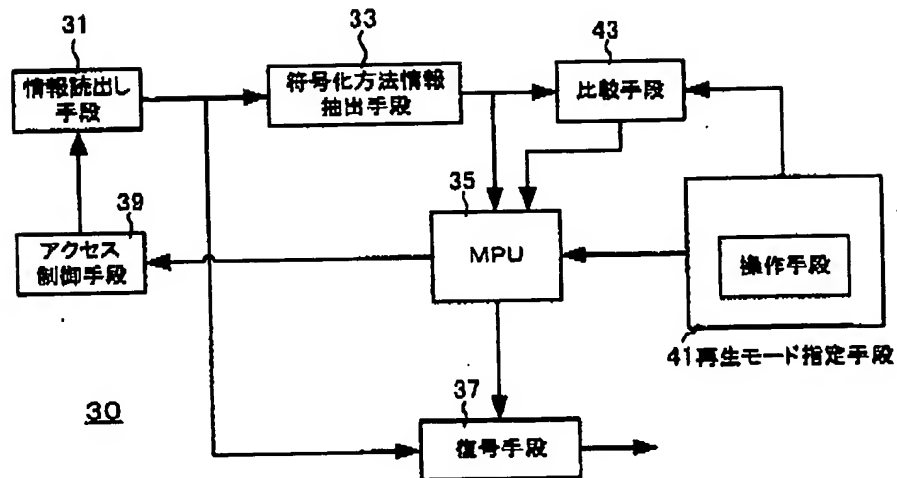 31
情報読出し
手段
33
符号化方法情報
抽出手段
43
比較手段
39
アクセス
制御手段
35
MPU
操作手段
41再生モード指定手段
30
37
復号手段